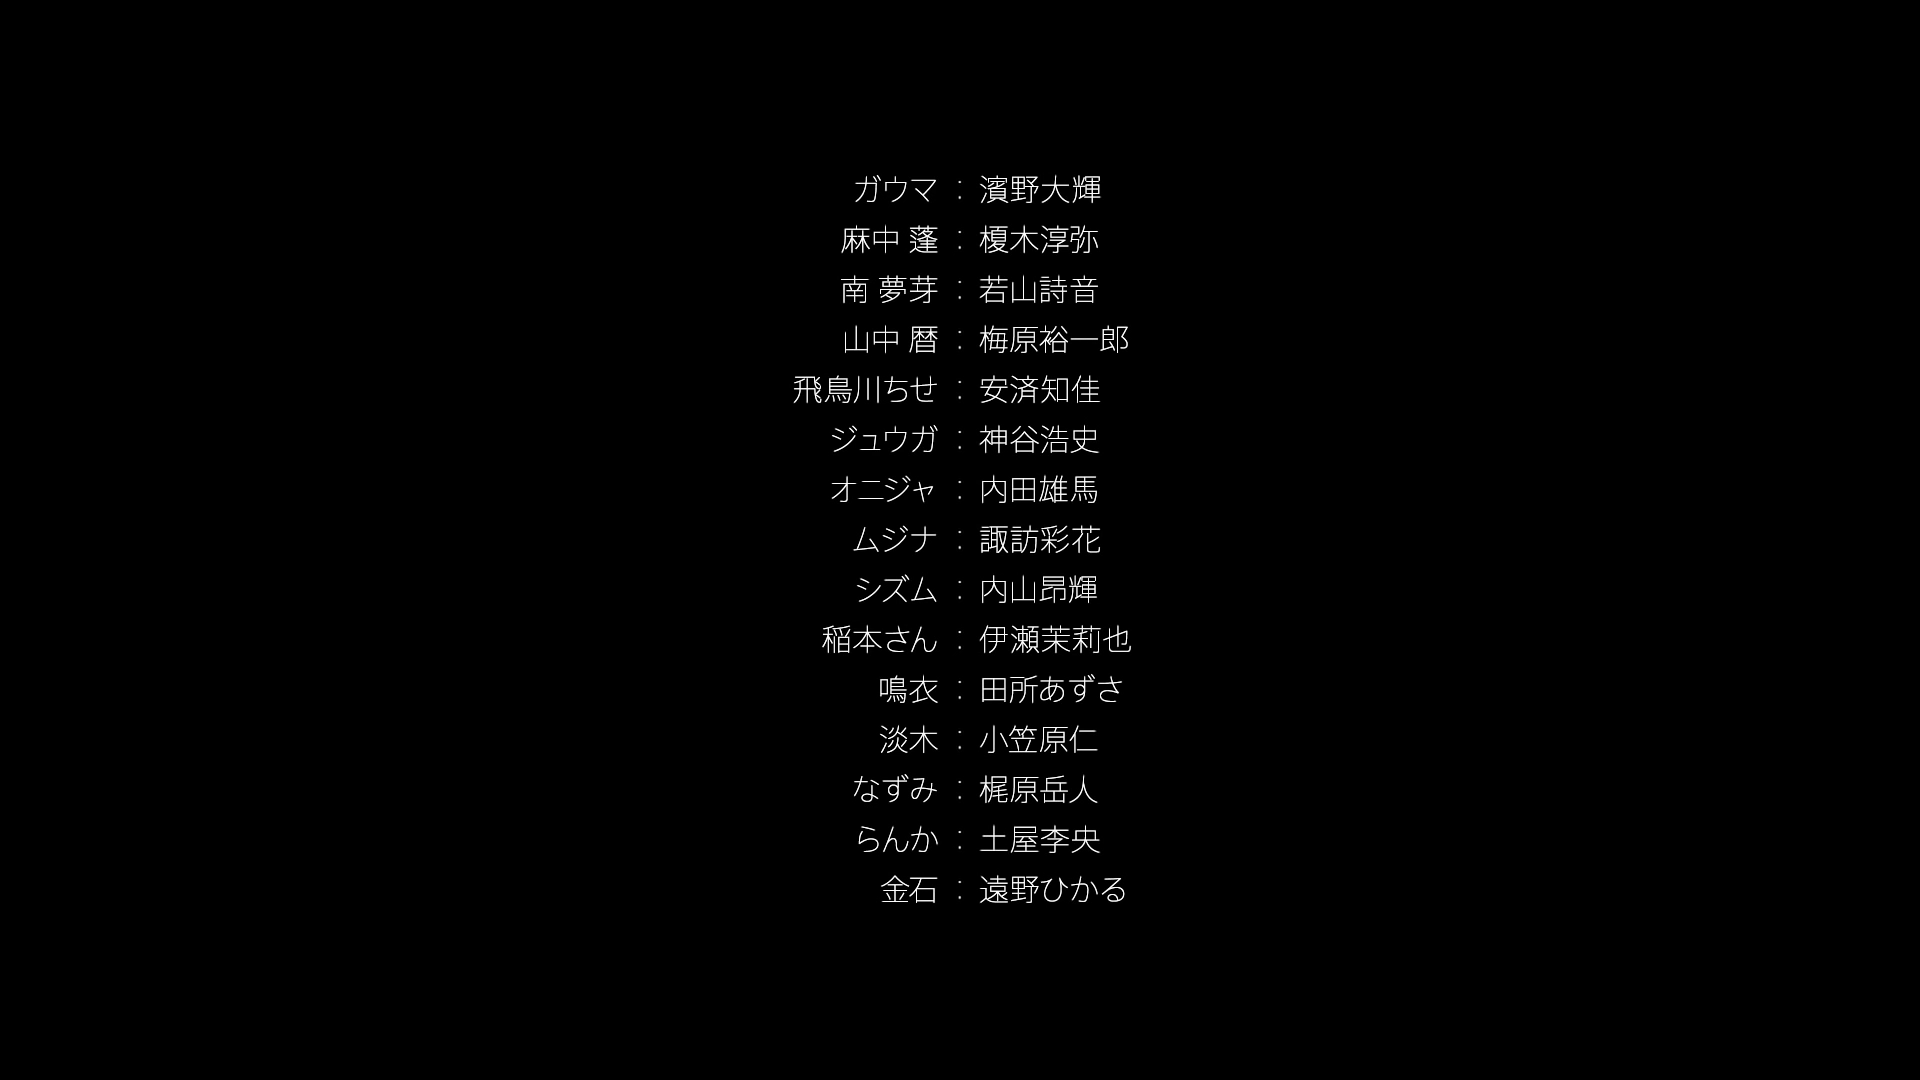 ガウマ : 濱野大輝
麻中 蓬 : 榎木淳弥
南 夢芽 : 若山詩音
山中 暦 : 梅原裕一郎
飛鳥川ちせ : 安済知佳
ジュウガ : 神谷浩史
オニジャ : 内田雄馬
ムジナ : 諏訪彩花
シズム : 内山昂輝
稲本さん : 伊瀬茉莉也
鳴衣 : 田所あずさ
淡木 : 小笠原仁
なずみ : 梶原岳人
らんか : 土屋李央
金石 : 遠野ひかる